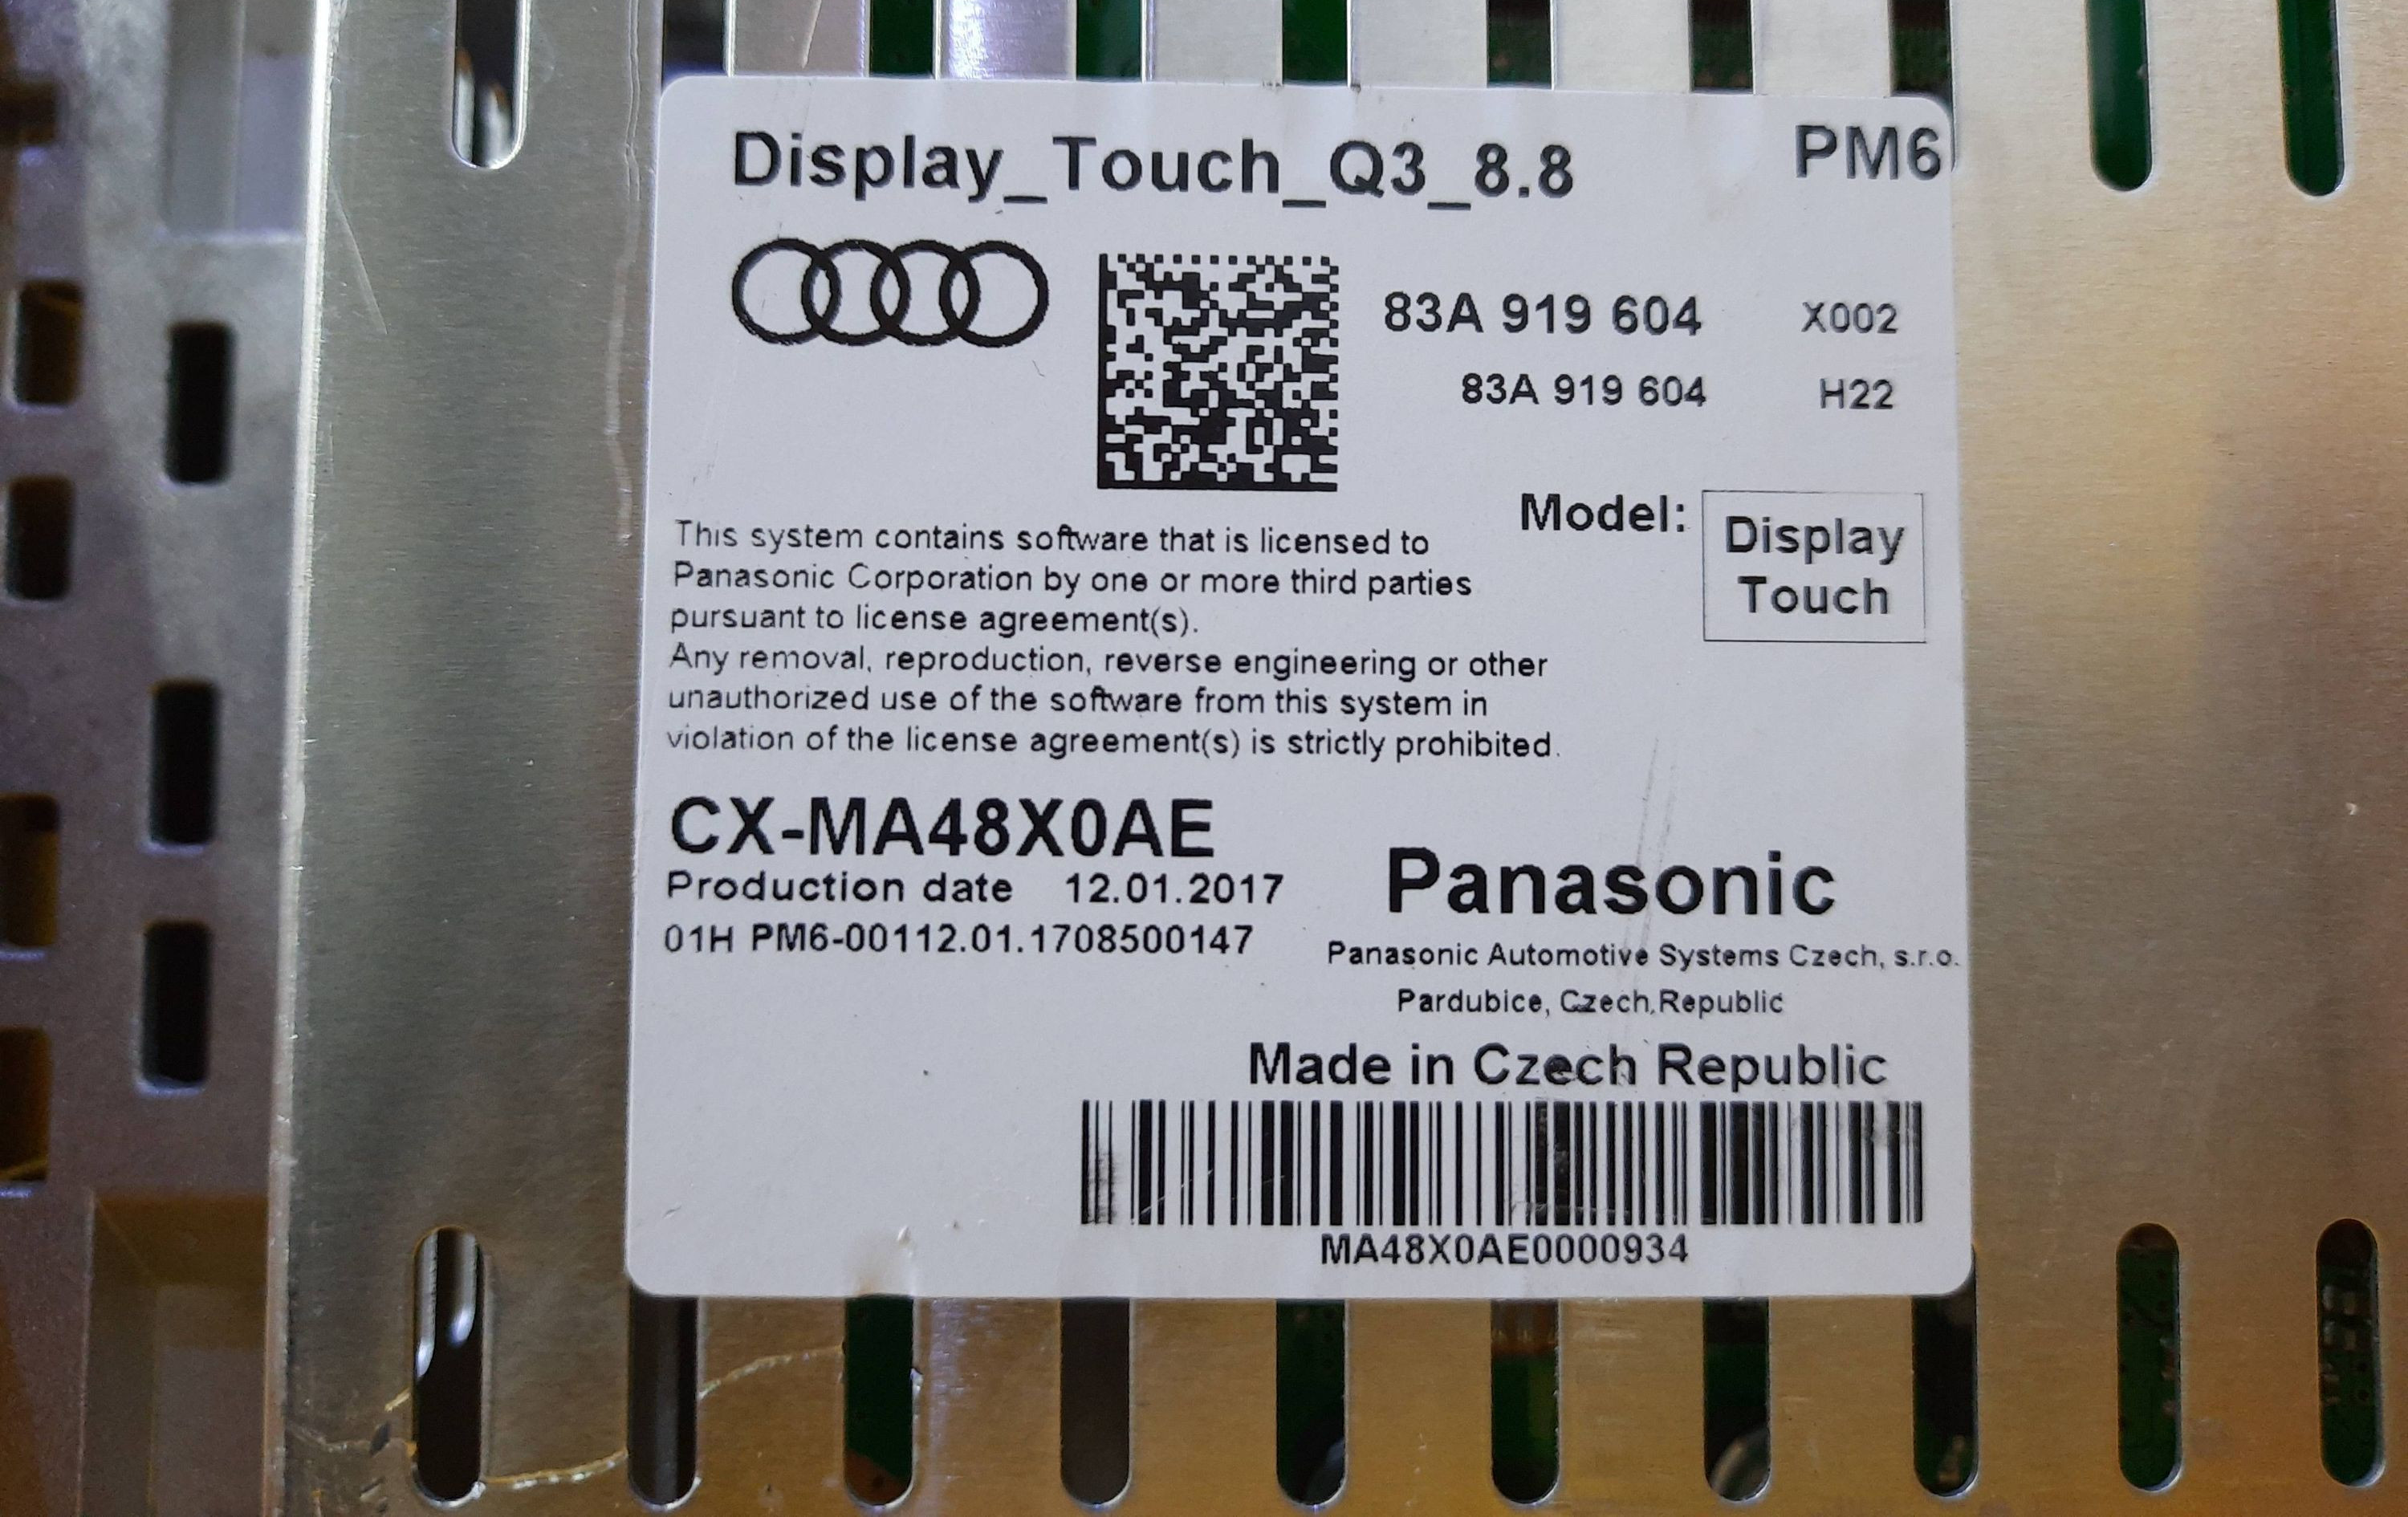 Display_Touch_Q3_8.8 PM6
83A 919 604 X002
83A 919 604 H22
Model: Display Touch
This system contains software that is licensed to
Panasonic Corporation by one or more third parties
pursuant to license agreement(s).
Any removal, reproduction, reverse engineering or other
unauthorized use of the software from this system in
violation of the license agreement(s) is strictly prohibited.
CX-MA48X0AE
Production date 12.01.2017
01H PM6-00112.01.1708500147
Panasonic
Panasonic Automotive Systems Czech, s.r.o.
Pardubice, Czech Republic
Made in Czech Republic
MA48X0AE0000934